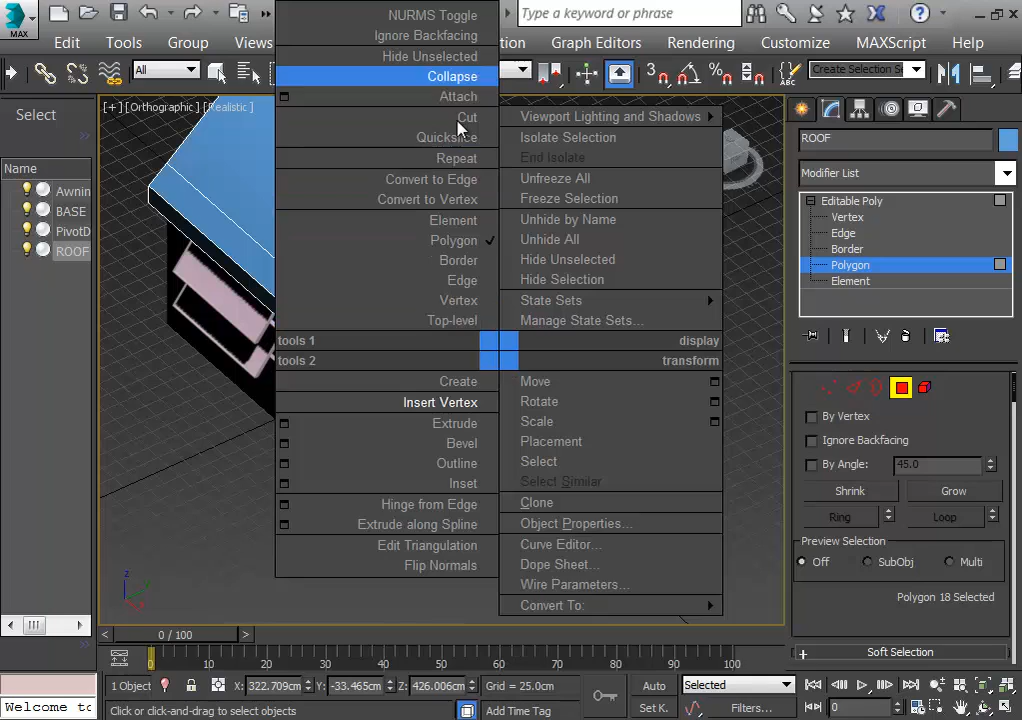 MAX
Type a keyword or phrase
Edit
Tools
Group
Views
tion
Graph Editors
Rendering
Customize
MAXScript
Help
All
3
%
ABC
Create Selection Se
Select
Name
Awnin
BASE
PivotD
ROOF
[+] [Orthographic ] [Realistic ]
NURMS Toggle
Ignore Backfacing
Hide Unselected
Collapse
Attach
Cut
Quickslice
Repeat
Convert to Edge
Convert to Vertex
Element
Polygon
Border
Edge
Vertex
Top-level
tools 1
tools 2
Create
Insert Vertex
Extrude
Bevel
Outline
Inset
Hinge from Edge
Extrude along Spline
Edit Triangulation
Flip Normals
Viewport Lighting and Shadows
Isolate Selection
End Isolate
Unfreeze All
Freeze Selection
Unhide by Name
Unhide All
Hide Unselected
Hide Selection
State Sets
Manage State Sets...
display
transform
Move
Rotate
Scale
Placement
Select
Select Similar
Clone
Object Properties...
Curve Editor...
Dope Sheet...
Wire Parameters...
Convert To:
ROOF
Modifier List
Editable Poly
Vertex
Edge
Border
Polygon
Element
By Vertex
Ignore Backfacing
By Angle:
45.0
Shrink
Grow
Ring
Loop
Preview Selection
Off
SubObj
Multi
Polygon 18 Selected
Soft Selection
z
0 / 100
0
10
20
30
40
50
60
70
80
90
100
1 Object
X: 322.709cm
Y: -33.465cm
Z: 426.006cm
Grid = 25.0cm
Auto
Selected
Welcome to
Click or click-and-drag to select objects
Add Time Tag
Set K.
Filters...
0